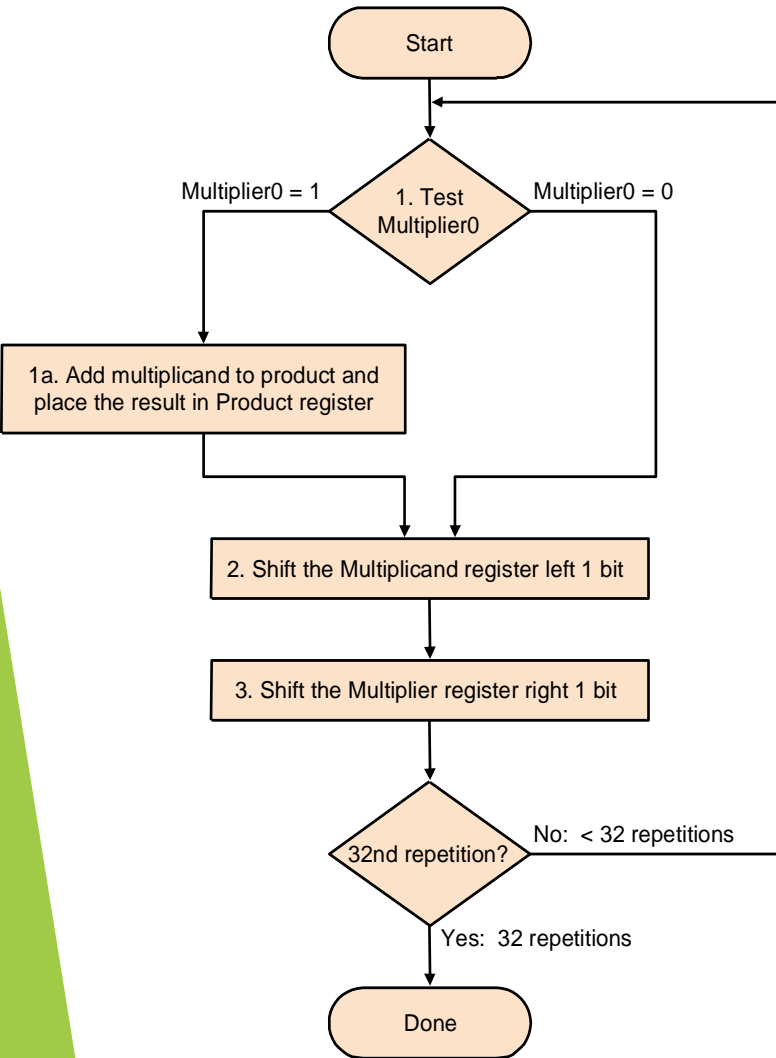 Start
Multiplier0 = 1
1. Test
Multiplier0
Multiplier0 = 0
1a. Add multiplicand to product and
place the result in Product register
2. Shift the Multiplicand register left 1 bit
3. Shift the Multiplier register right 1 bit
32nd repetition?
No:  < 32 repetitions
Yes:  32 repetitions
Done